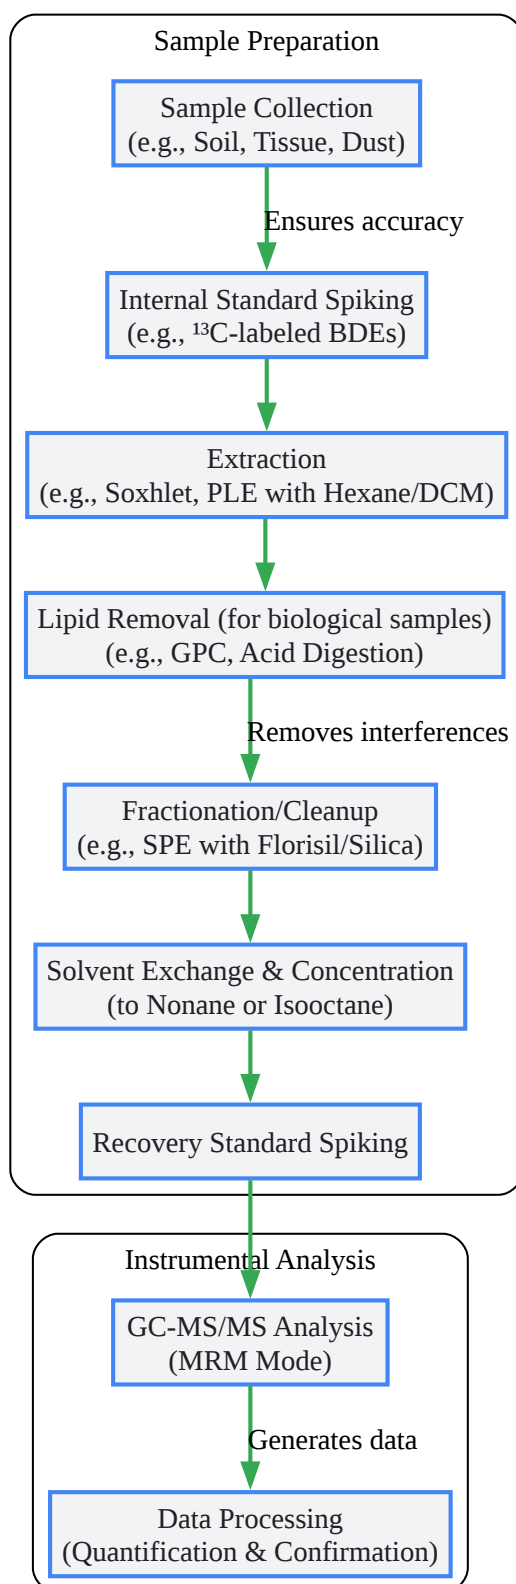 Sample Preparation
Sample Collection
(e.g., Soil, Tissue, Dust)
Ensures accuracy
Internal Standard Spiking
(e.g., ¹³C-labeled BDEs)
Extraction
(e.g., Soxhlet, PLE with Hexane/DCM)
Lipid Removal (for biological samples)
(e.g., GPC, Acid Digestion)
Removes interferences
Fractionation/Cleanup
(e.g., SPE with Florisil/Silica)
Solvent Exchange & Concentration
(to Nonane or Isooctane)
Recovery Standard Spiking
Instrumental Analysis
GC-MS/MS Analysis
(MRM Mode)
Generates data
Data Processing
(Quantification & Confirmation)